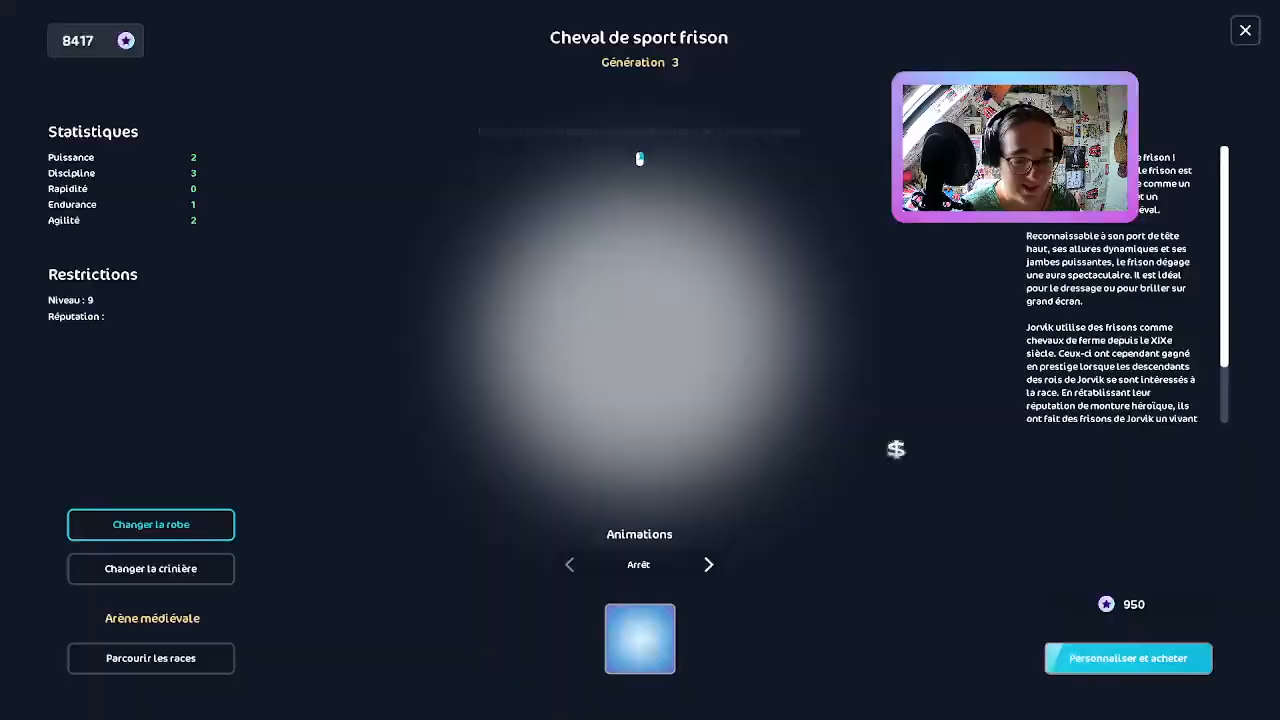 8417
Cheval de sport frison
Génération 3
Statistiques
Puissance 2
Discipline 3
Rapidité 0
Endurance 1
Agilité 2
Restrictions
Niveau : 9
Réputation :
frison !
le frison est
comme un
et un
Reconnaissable à son port de tête
haut, ses allures dynamiques et ses
jambes puissantes, le frison dégage
une aura spectaculaire. Il est idéal
pour le dressage ou pour briller sur
grand écran.
Jorvik utilise des frisons comme
chevaux de ferme depuis le XIXe
siècle. Ceux-ci ont cependant gagné
en prestige lorsque les descendants
des rois de Jorvik se sont intéressés à
la race. En rétablissant leur
réputation de monture héroïque, ils
ont fait des frisons de Jorvik un vivant
$
Changer la robe
Changer la crinière
Arène médiévale
Parcourir les races
Animations
Arrêt
950
Personnaliser et acheter